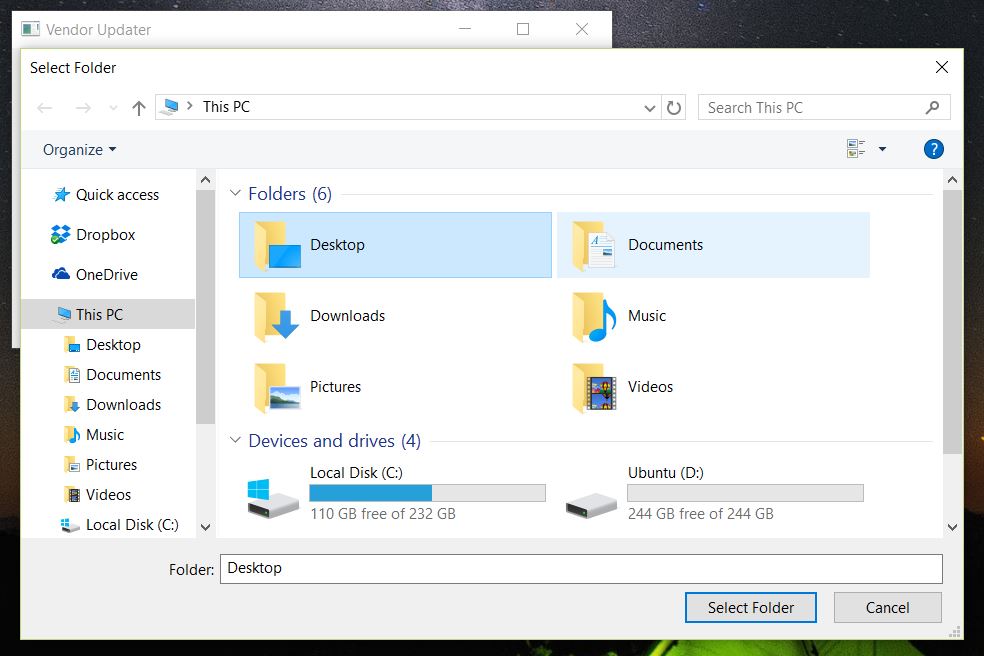 Vendor Updater
Select Folder
This PC
Search This PC
Organize
?
Quick access
Dropbox
OneDrive
This PC
Desktop
Documents
Downloads
Music
Pictures
Videos
Local Disk (C:)
Folders (6)
Desktop
Documents
Downloads
Music
Pictures
Videos
Devices and drives (4)
Local Disk (C:)
110 GB free of 232 GB
Ubuntu (D:)
244 GB free of 244 GB
Folder: Desktop
Select Folder Cancel